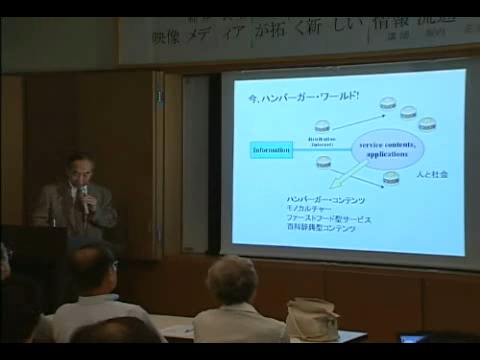 映像メディアが拓く新しい情報流通
今、ハンバーガー・ワールド!
Distribution,
Internet)
Information
service contents,
applications
人と社会
ハンバーガー・コンテンツ
モノカルチャー
ファーストフード型サービス
百科辞典型コンテンツ